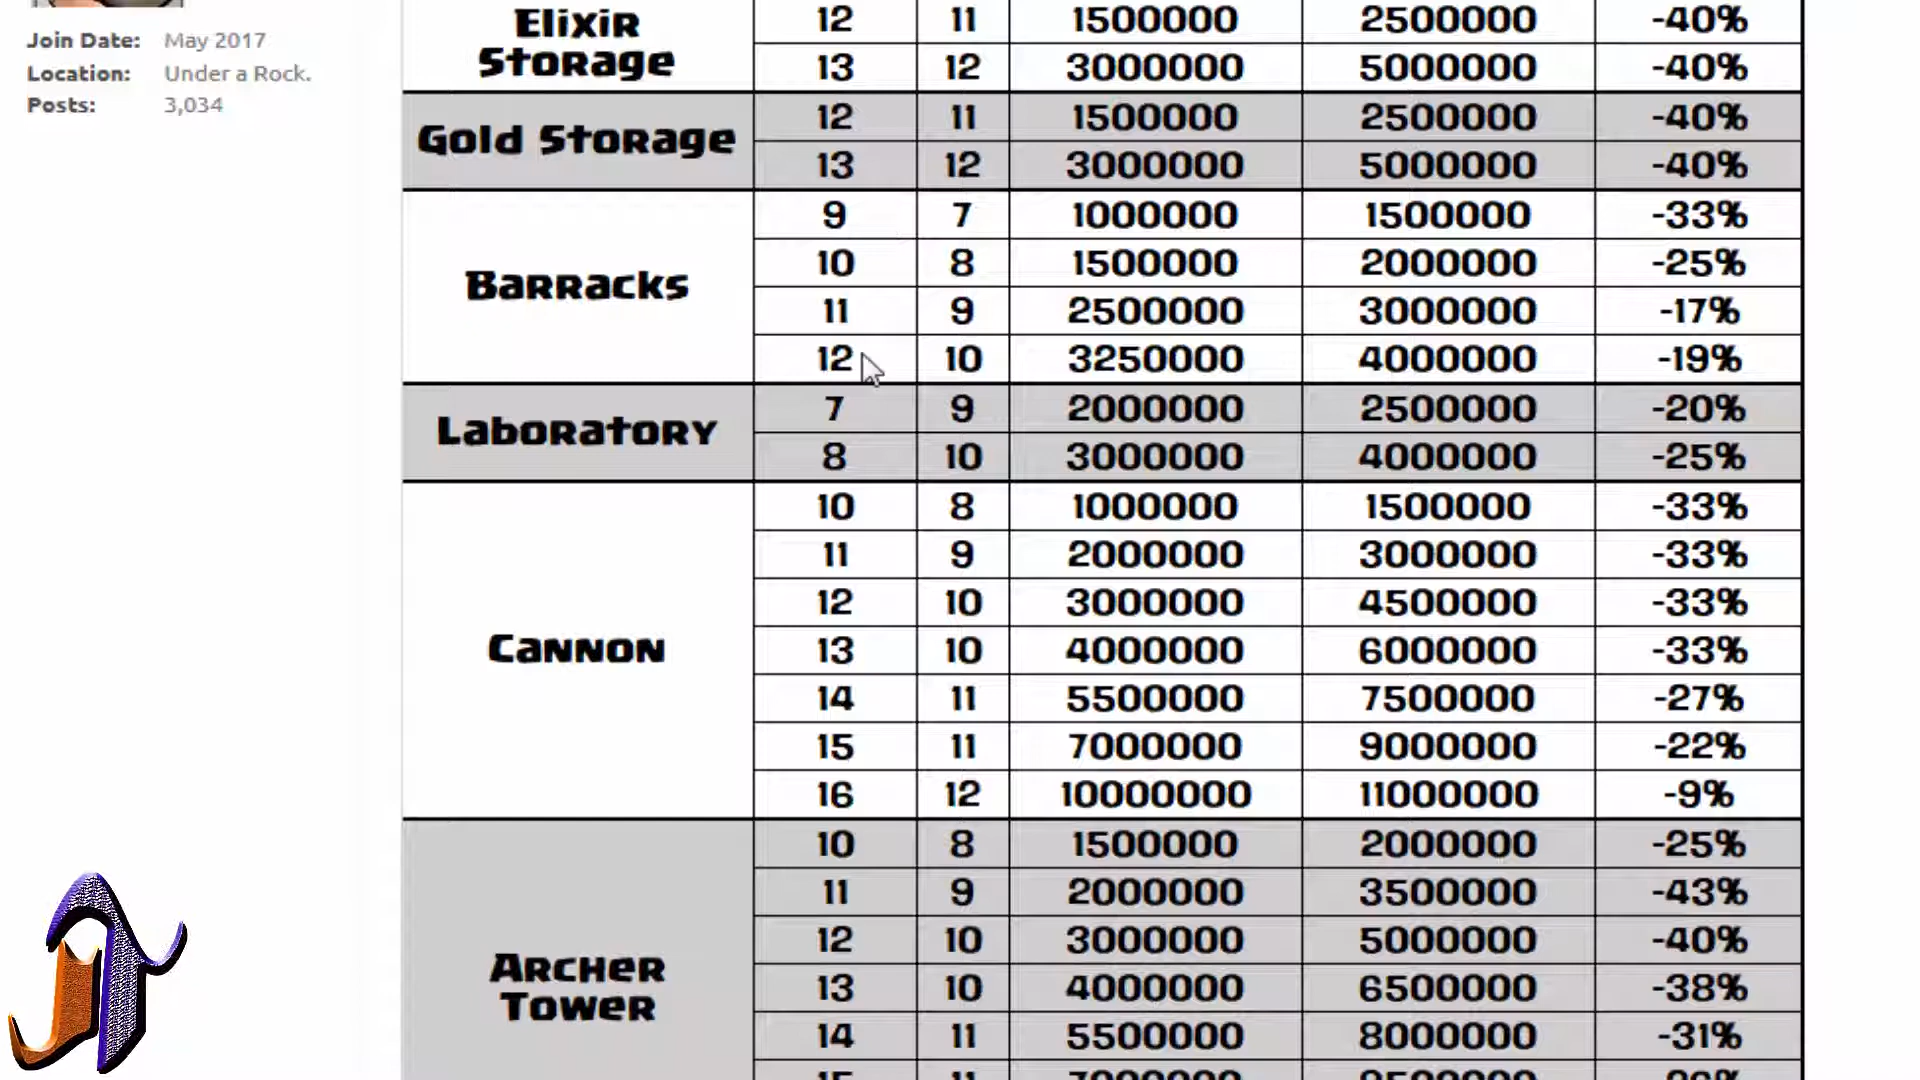 Join Date: May 2017
Location: Under a Rock.
Posts: 3,034
Elixir
Storage
12 11 1500000 2500000 -40%
13 12 3000000 5000000 -40%
Gold Storage
12 11 1500000 2500000 -40%
13 12 3000000 5000000 -40%
Barracks
9 7 1000000 1500000 -33%
10 8 1500000 2000000 -25%
11 9 2500000 3000000 -17%
12 10 3250000 4000000 -19%
Laboratory
7 9 2000000 2500000 -20%
8 10 3000000 4000000 -25%
Cannon
10 8 1000000 1500000 -33%
11 9 2000000 3000000 -33%
12 10 3000000 4500000 -33%
13 10 4000000 6000000 -33%
14 11 5500000 7500000 -27%
15 11 7000000 9000000 -22%
16 12 10000000 11000000 -9%
Archer
Tower
10 8 1500000 2000000 -25%
11 9 2000000 3500000 -43%
12 10 3000000 5000000 -40%
13 10 4000000 6500000 -38%
14 11 5500000 8000000 -31%